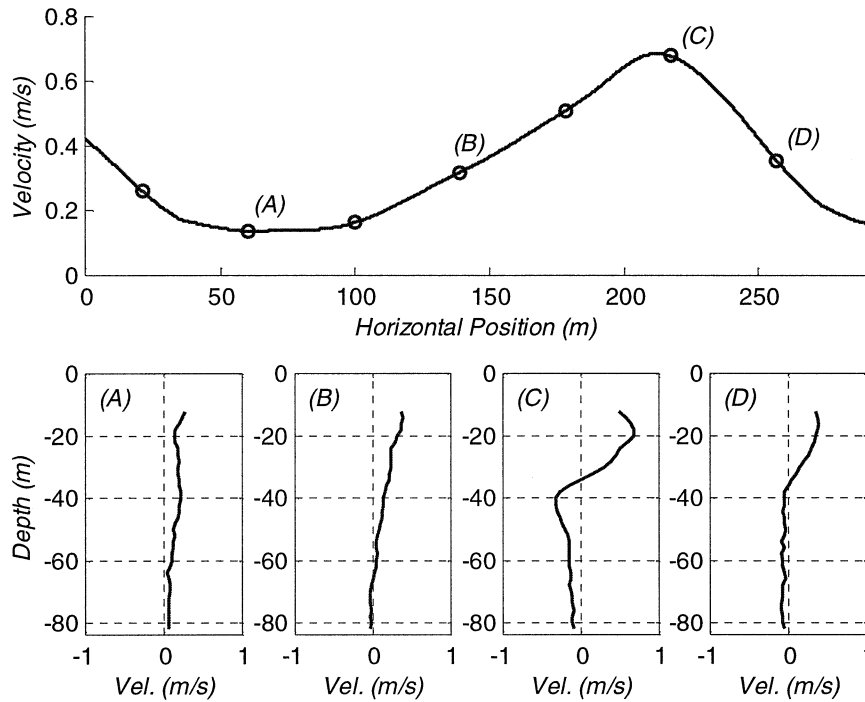 0.8
(C)
0.6
Velocity (m/s)
0.4
(B)
(D)
(A)
0.2
0
0 50 100 150 200 250
Horizontal Position (m)
0 0 0 0
(A) (B) (C) (D)
-20 -20 -20 -20
Depth (m)
-40 -40 -40 -40
-60 -60 -60 -60
-80 -80 -80 -80
-1 0 1 -1 0 1 -1 0 1 -1 0 1
Vel. (m/s) Vel. (m/s) Vel. (m/s) Vel. (m/s)